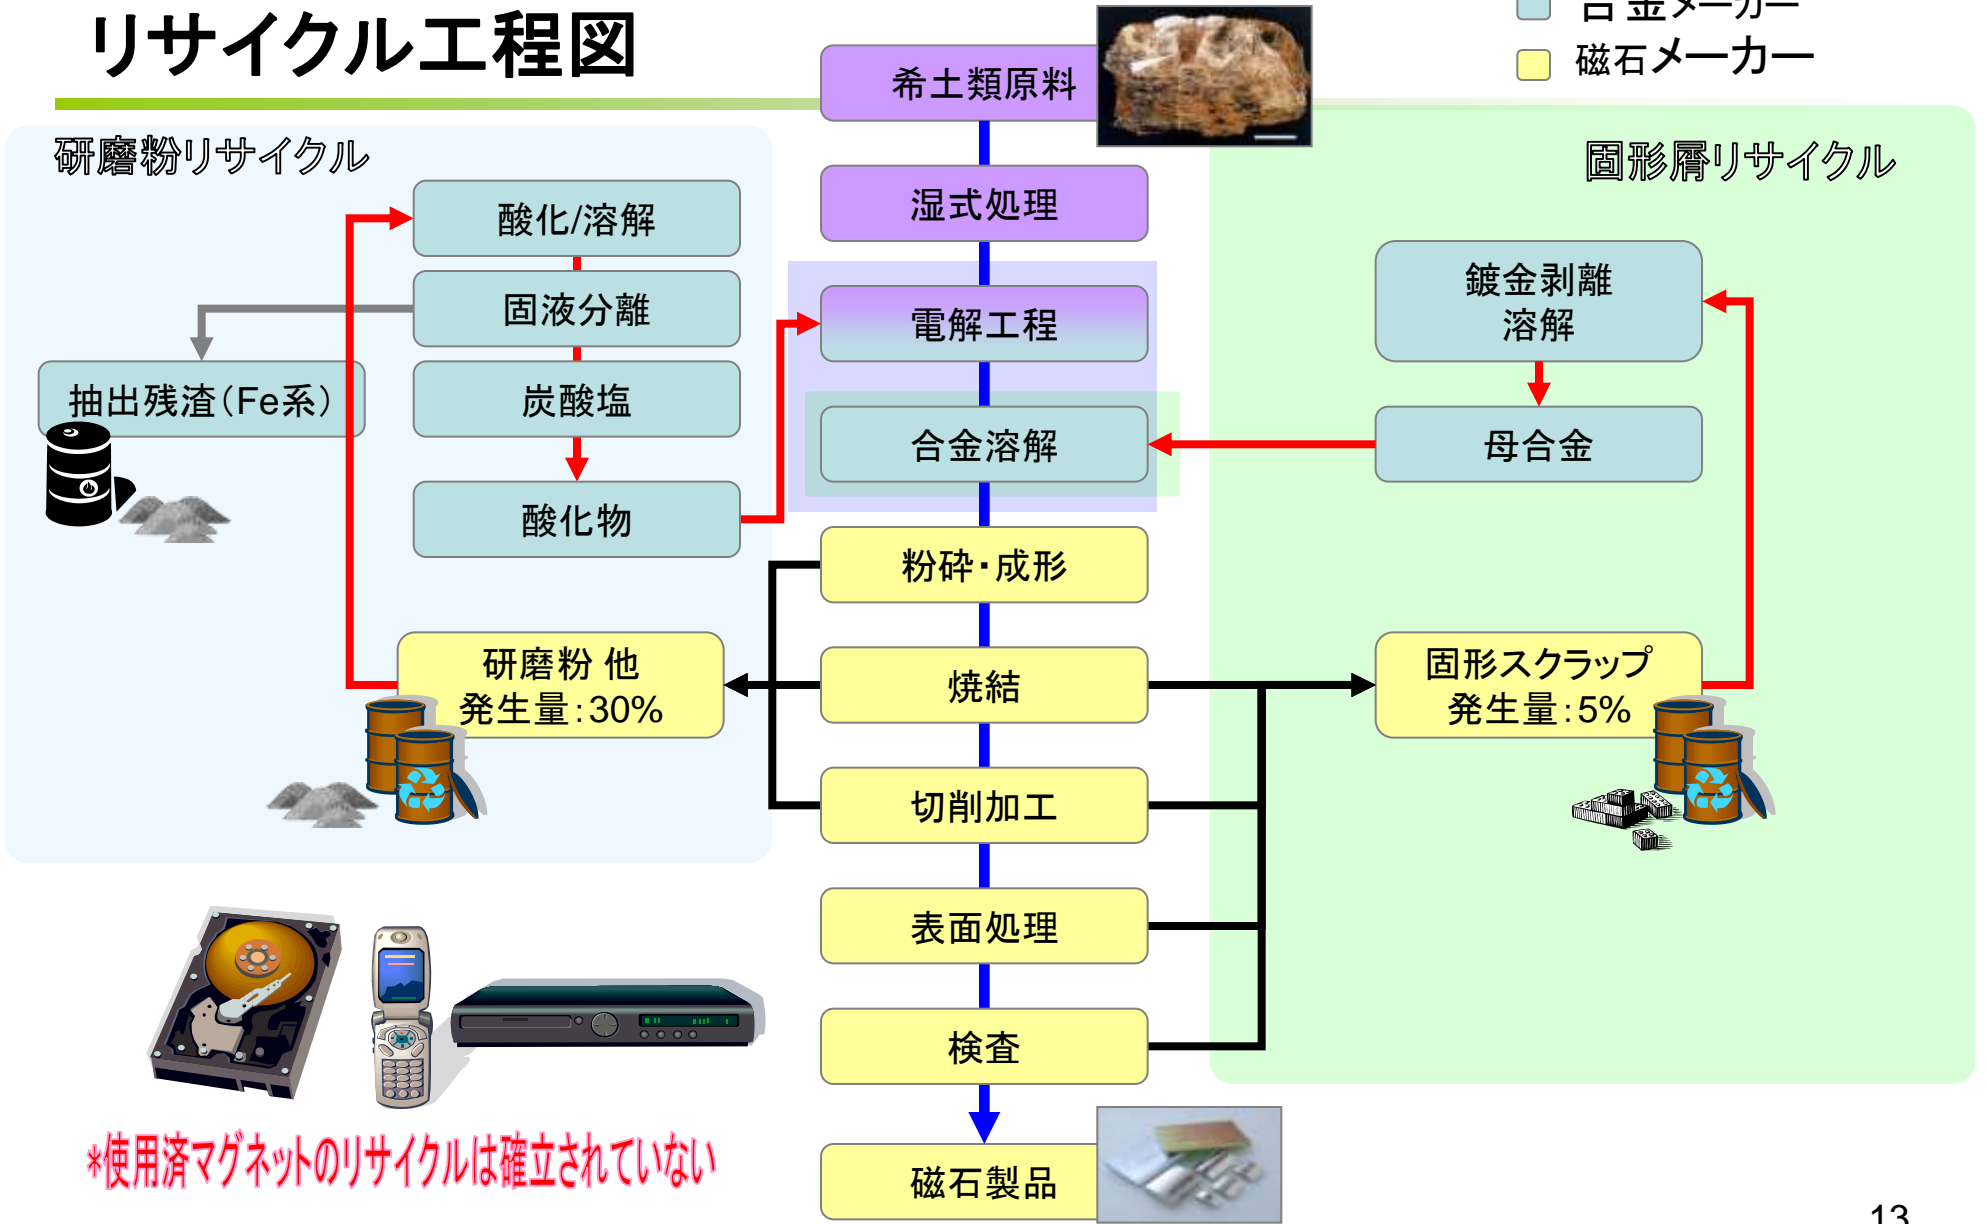 リサイクル工程図
合金メーカー
磁石メーカー
希土類原料
研磨粉リサイクル
固形屑リサイクル
酸化/溶解
湿式処理
固液分離
電解工程
鍍金剥離
溶解
抽出残渣(Fe系)
炭酸塩
合金溶解
母合金
酸化物
粉砕・成形
研磨粉 他
発生量:30%
焼結
固形スクラップ
発生量:5%
切削加工
表面処理
検査
*使用済マグネットのリサイクルは確立されていない
磁石製品
13